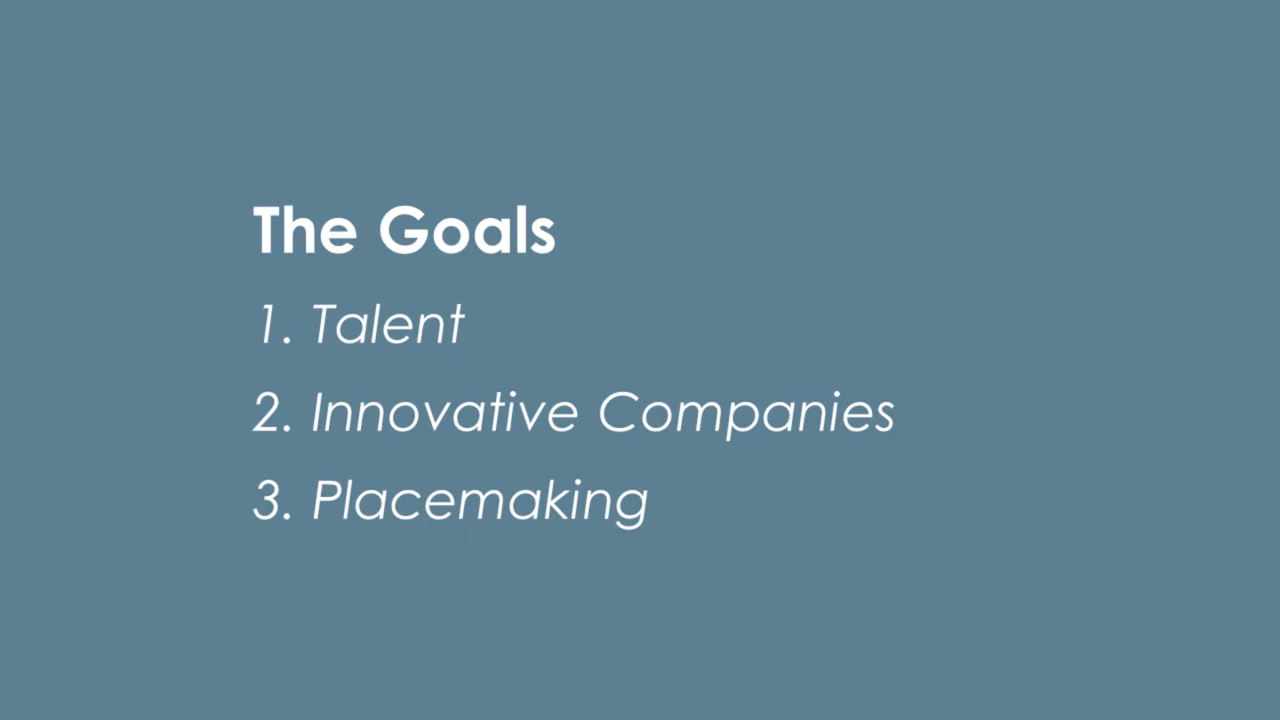 The Goals
1. Talent
2. Innovative Companies
3. Placemaking